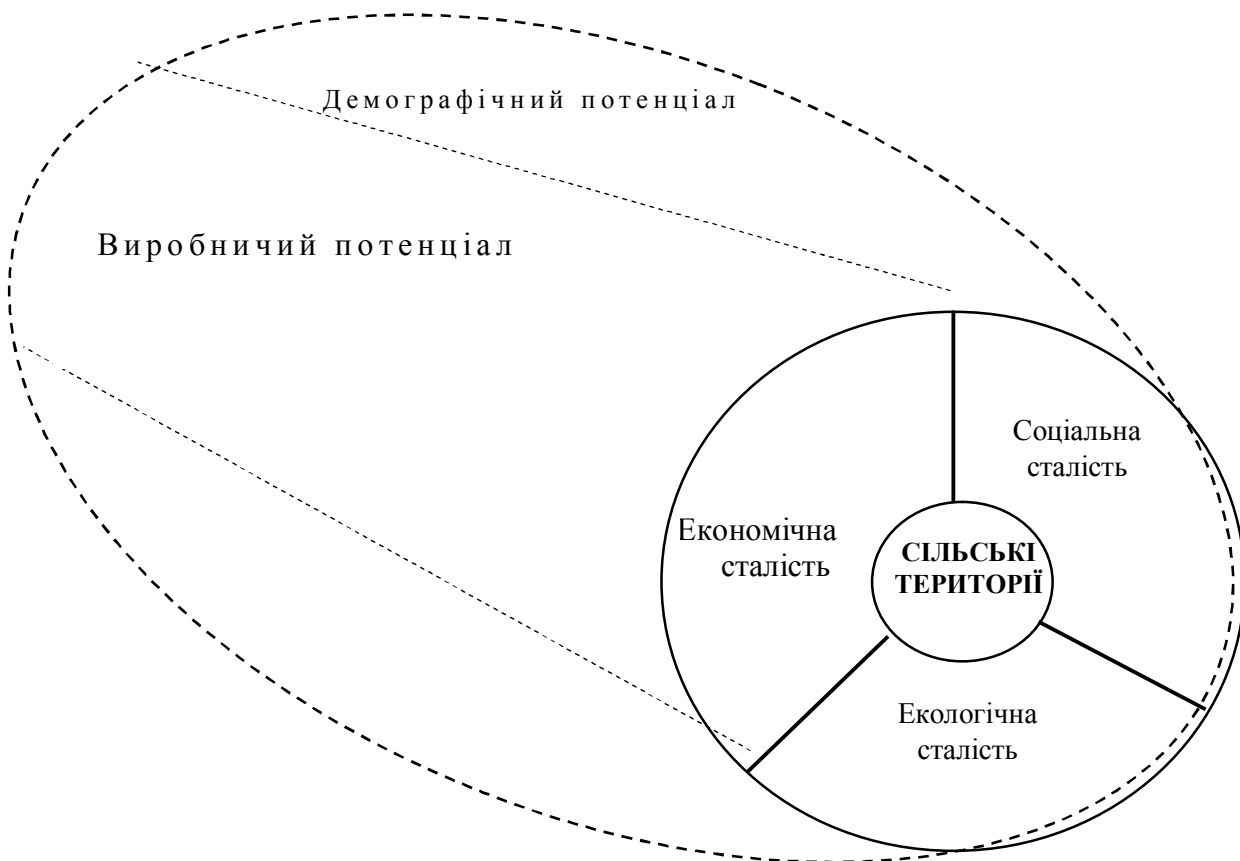 Демографічний потенціал
Виробничий потенціал
Соціальна
сталість
Економічна
сталість
СІЛЬСЬКІ
ТЕРИТОРІЇ
Екологічна
сталість